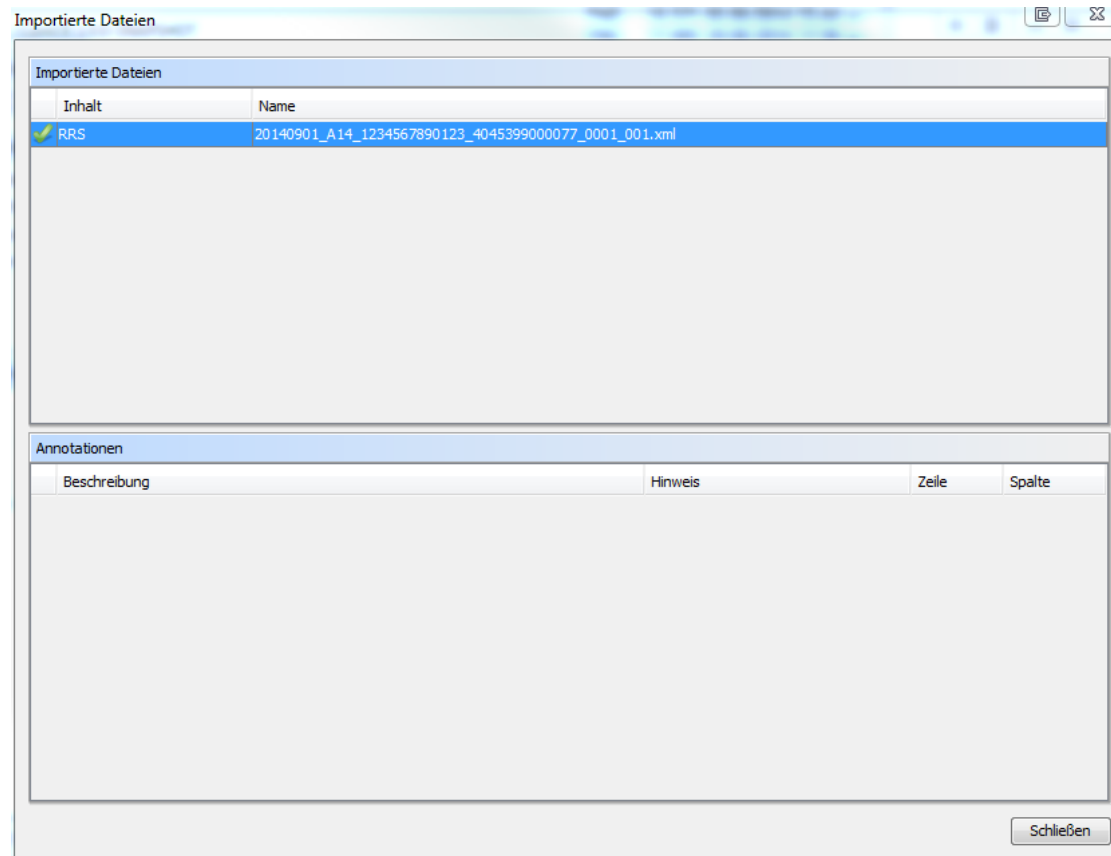 Importierte Dateien
Importierte Dateien
Inhalt Name
RRS 20140901_A14_1234567890123_4045399000077_0001_001.xml
Annotationen
Beschreibung Hinweis Zeile Spalte
Schließen